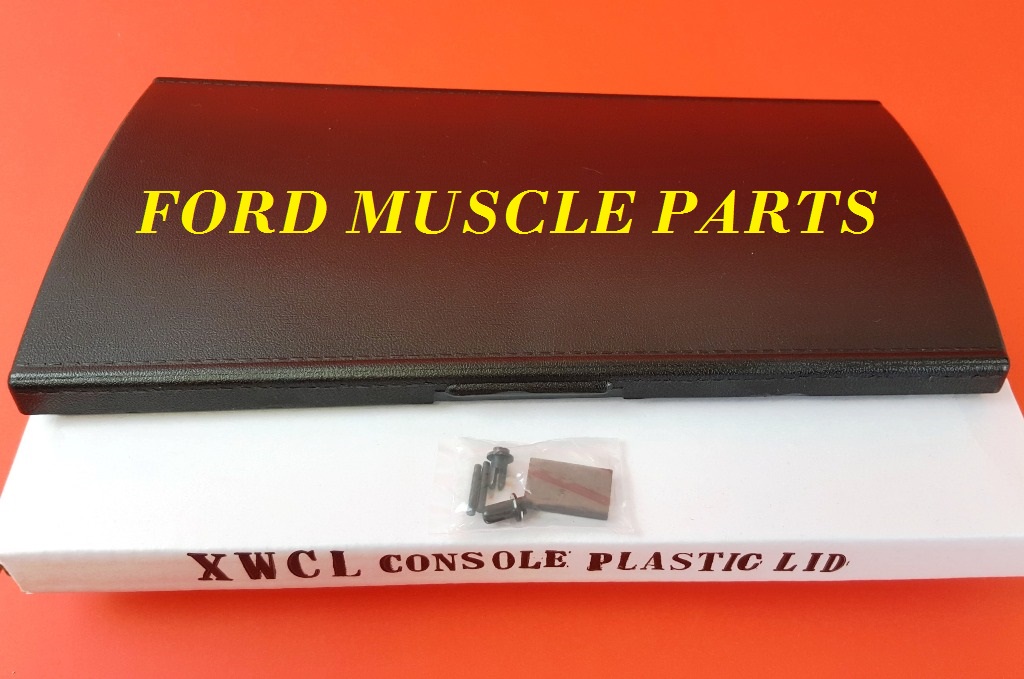 FORD MUSCLE PARTS
XWCL CONSOLE PLASTIC LID